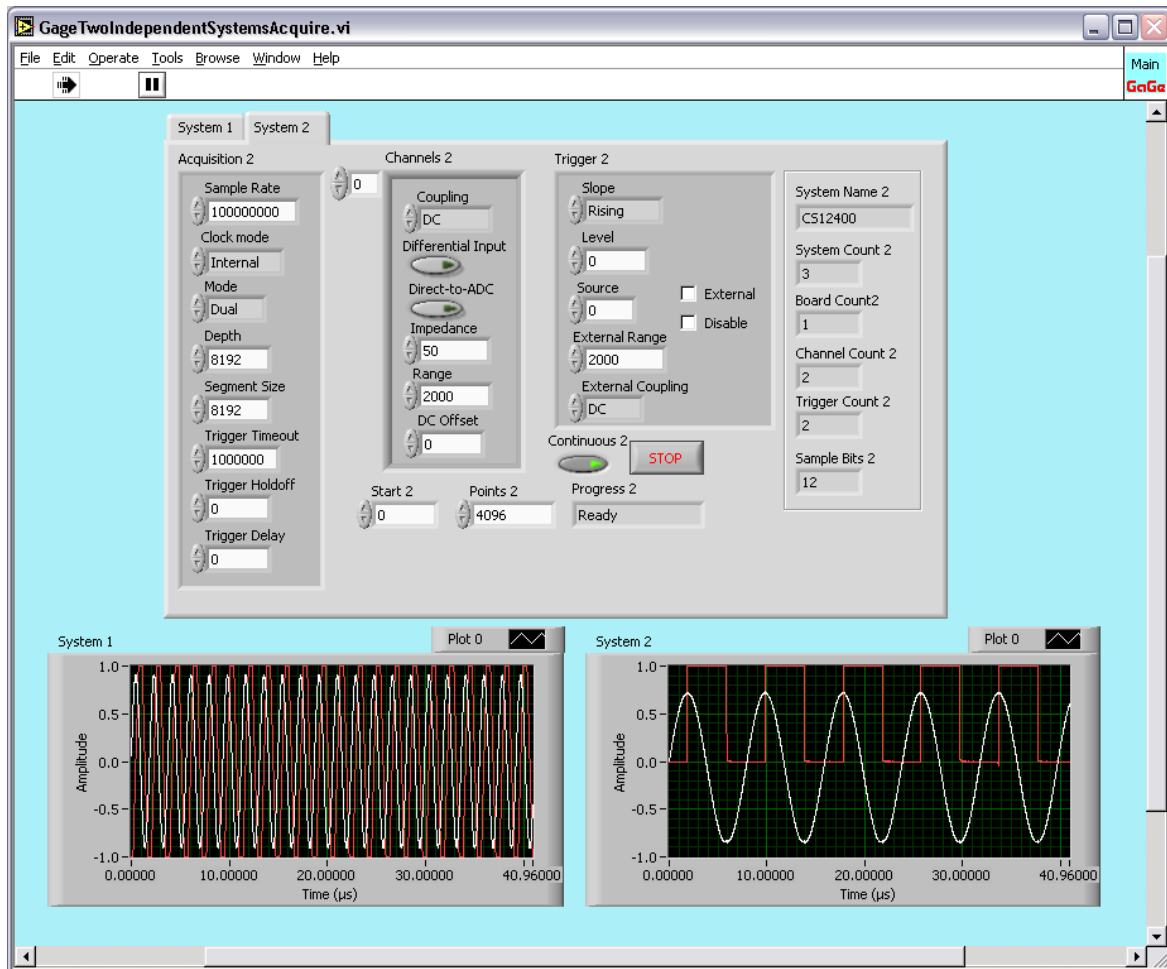 GageTwoIndependentSystemsAcquire.vi
File Edit Operate Tools Browse Window Help
Main
GaGe
System 1 System 2
Acquisition 2
Sample Rate
100000000
Clock mode
Internal
Mode
Dual
Depth
8192
Segment Size
8192
Trigger Timeout
1000000
Trigger Holdoff
0
Trigger Delay
0
0
Channels 2
Coupling
DC
Differential Input
Direct-to-ADC
Impedance
50
Range
2000
DC Offset
0
Start 2
0
Points 2
4096
Trigger 2
Slope
Rising
Level
0
Source
0
External
Disable
External Range
2000
External Coupling
DC
Continuous 2
STOP
Progress 2
Ready
System Name 2
CS12400
System Count 2
3
Board Count2
1
Channel Count 2
2
Trigger Count 2
2
Sample Bits 2
12
System 1
Plot 0
1.0
0.5
0.0
-0.5
-1.0
Amplitude
0.00000 10.00000 20.00000 30.00000 40.96000
Time (µs)
System 2
Plot 0
1.0
0.5
0.0
-0.5
-1.0
Amplitude
0.00000 10.00000 20.00000 30.00000 40.96000
Time (µs)